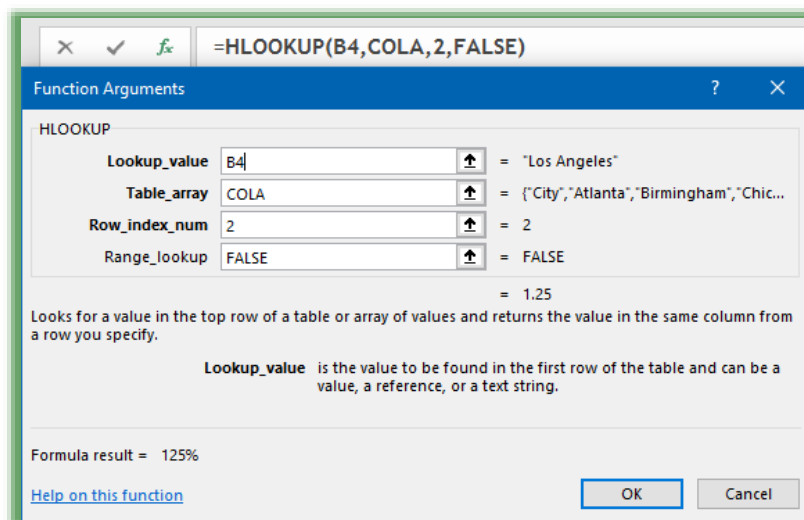 =HLOOKUP(B4,COLA,2,FALSE)
Function Arguments ?
HLOOKUP
Lookup_value B4 = "Los Angeles"
Table_array COLA = {"City","Atlanta","Birmingham","Chic...
Row_index_num 2 = 2
Range_lookup FALSE = FALSE
= 1.25
Looks for a value in the top row of a table or array of values and returns the value in the same column from
a row you specify.
Lookup_value is the value to be found in the first row of the table and can be a
value, a reference, or a text string.
Formula result = 125%
Help on this function OK Cancel